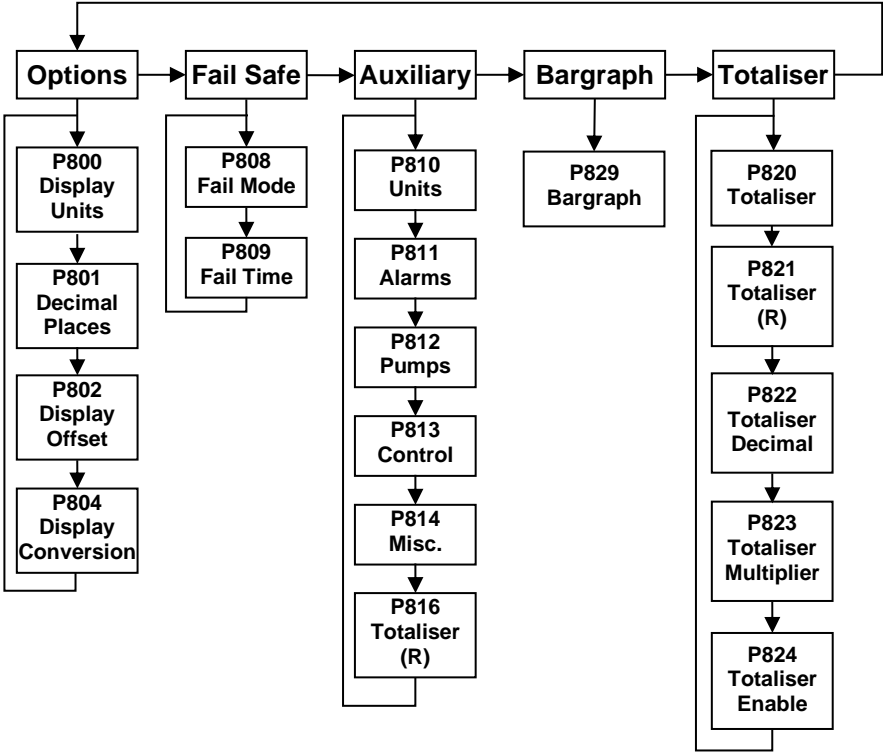 Options
Fail Safe
Auxiliary
Bargraph
Totaliser
P800
Display
Units
P801
Decimal
Places
P802
Display
Offset
P804
Display
Conversion
P808
Fail Mode
P809
Fail Time
P810
Units
P811
Alarms
P812
Pumps
P813
Control
P814
Misc.
P816
Totaliser
(R)
P829
Bargraph
P820
Totaliser
P821
Totaliser
(R)
P822
Totaliser
Decimal
P823
Totaliser
Multiplier
P824
Totaliser
Enable